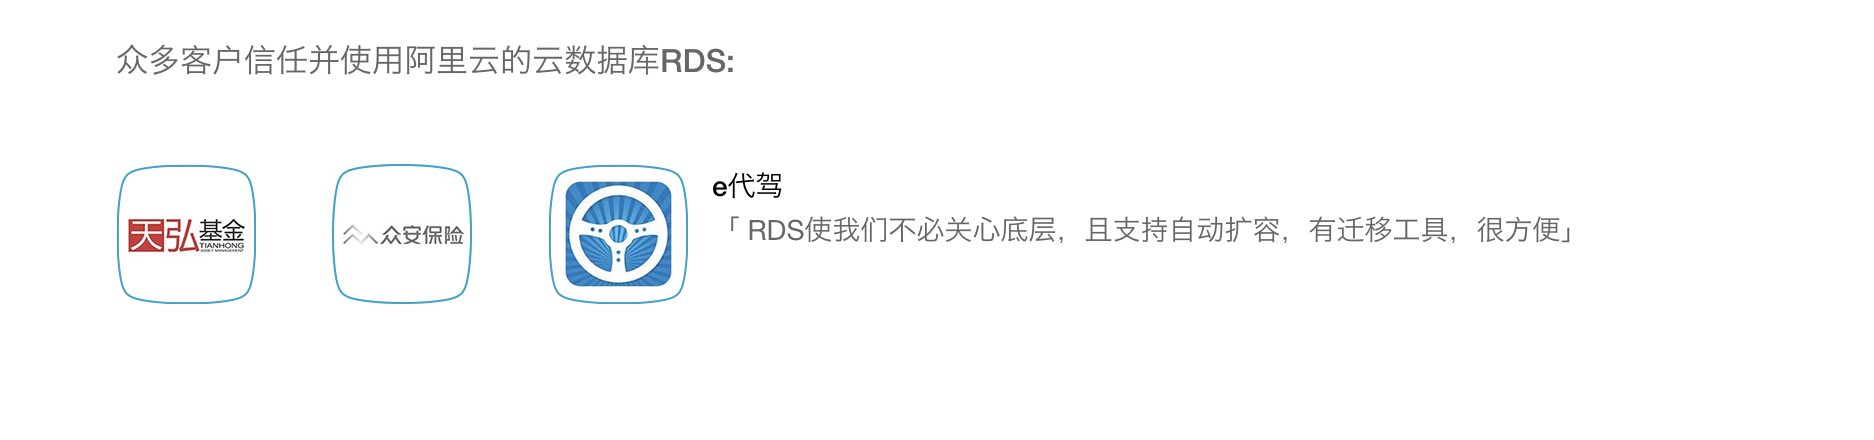 众多客户信任并使用阿里云的云数据库RDS:
天弘基金
TIANHONG
ASSET MANAGEMENT
众安保险
e代驾
「 RDS使我们不必关心底层，且支持自动扩容，有迁移工具，很方便」